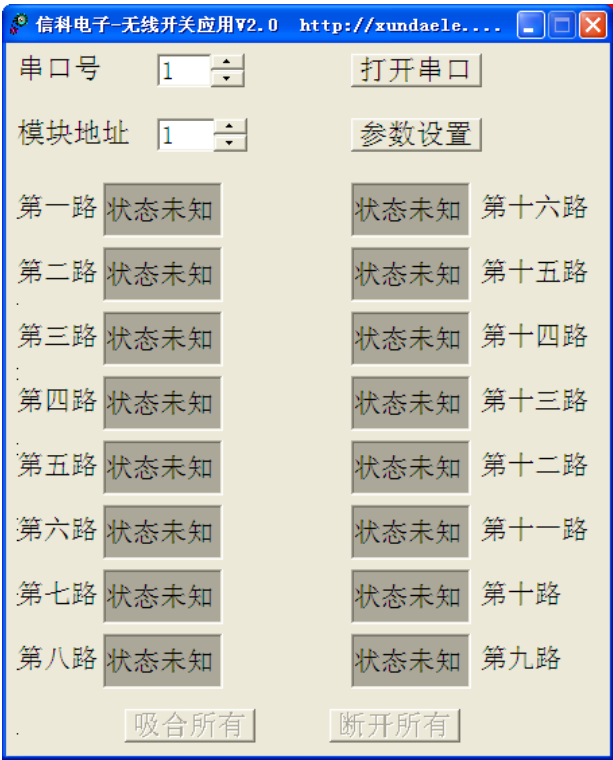 信科电子-无线开关应用V2.0 http://xundaele....
串口号 1 打开串口
模块地址 1 参数设置
第一路 状态未知 状态未知 第十六路
第二路 状态未知 状态未知 第十五路
第三路 状态未知 状态未知 第十四路
第四路 状态未知 状态未知 第十三路
第五路 状态未知 状态未知 第十二路
第六路 状态未知 状态未知 第十一路
第七路 状态未知 状态未知 第十路
第八路 状态未知 状态未知 第九路
吸合所有 断开所有